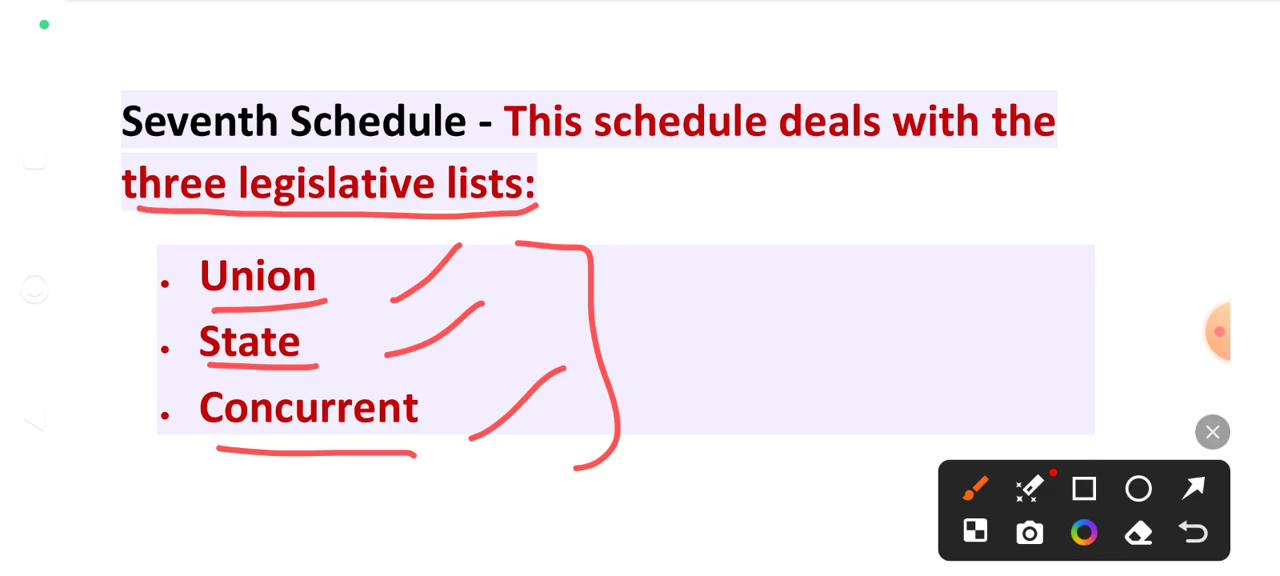 Seventh Schedule - This schedule deals with the
three legislative lists:
• Union
• State
• Concurrent